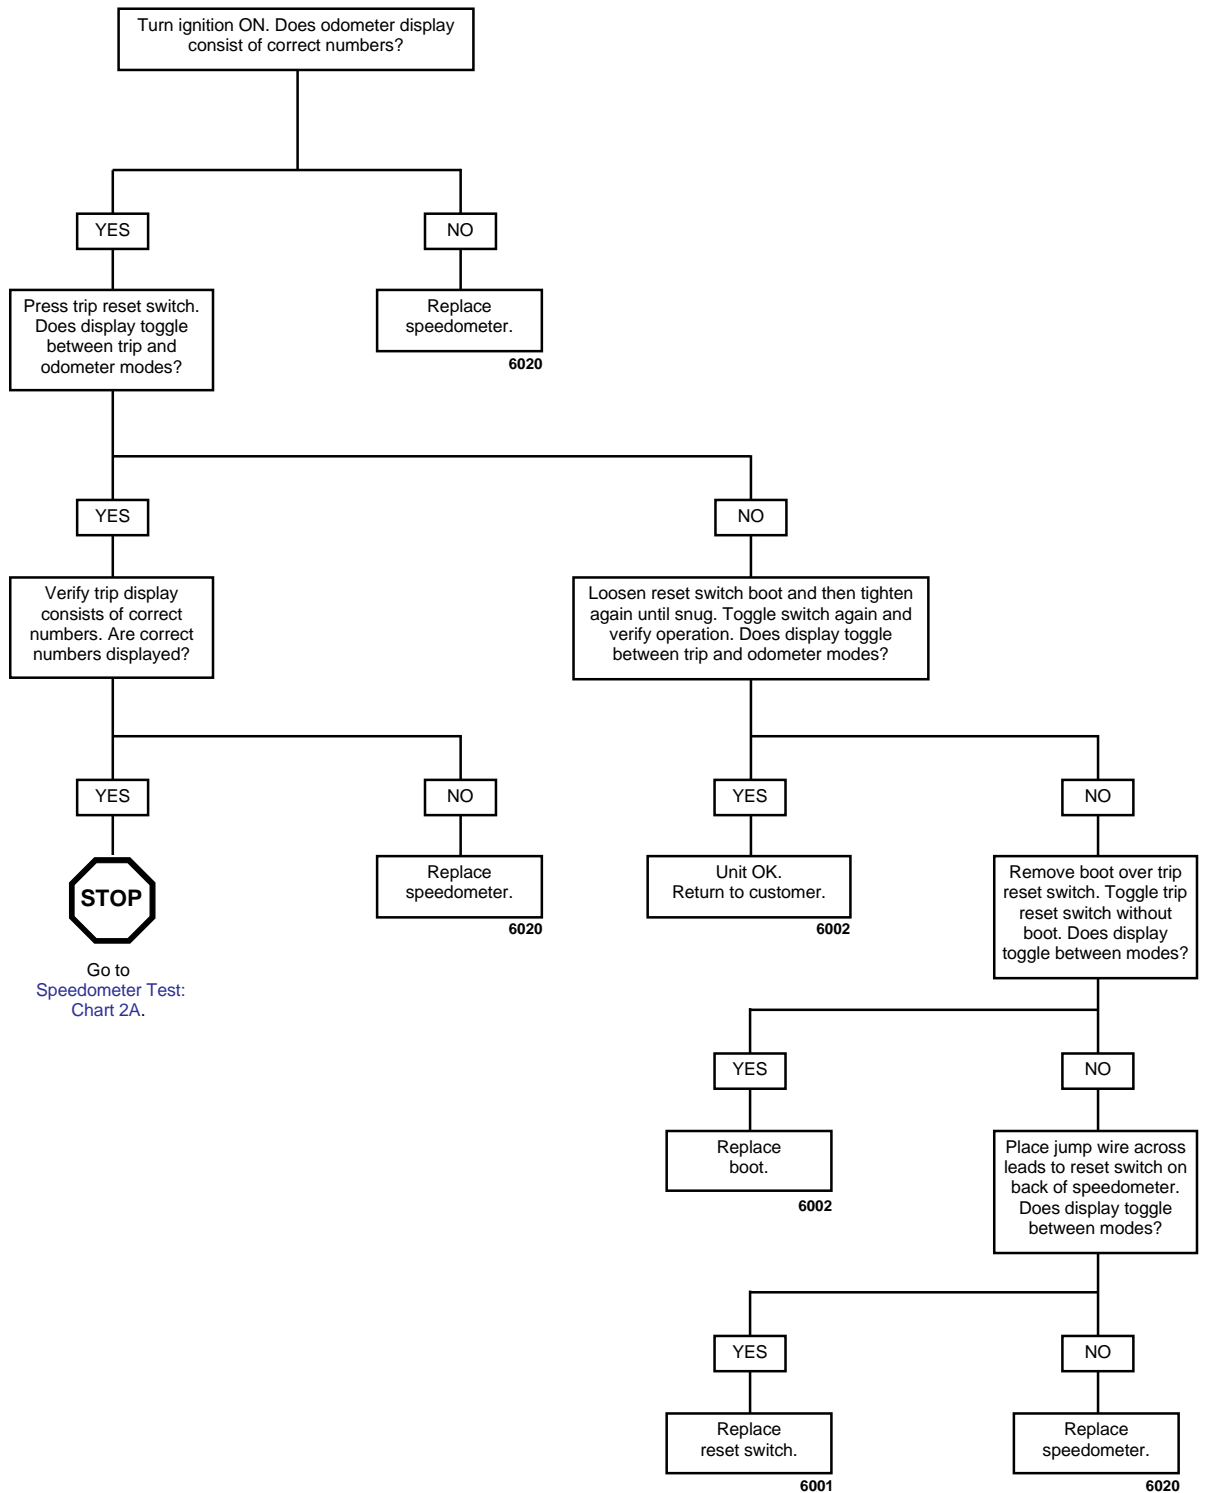 Turn ignition ON. Does odometer display
consist of correct numbers?
YES
NO
Press trip reset switch.
Does display toggle
between trip and
odometer modes?
Replace
speedometer.
6020
YES
NO
Verify trip display
consists of correct
numbers. Are correct
numbers displayed?
Loosen reset switch boot and then tighten
again until snug. Toggle switch again and
verify operation. Does display toggle
between trip and odometer modes?
YES
NO
YES
NO
STOP
Go to
Speedometer Test:
Chart 2A.
Replace
speedometer.
6020
Unit OK.
Return to customer.
6002
Remove boot over trip
reset switch. Toggle trip
reset switch without
boot. Does display
toggle between modes?
YES
NO
Replace
boot.
6002
Place jump wire across
leads to reset switch on
back of speedometer.
Does display toggle
between modes?
YES
NO
Replace
reset switch.
6001
Replace
speedometer.
6020